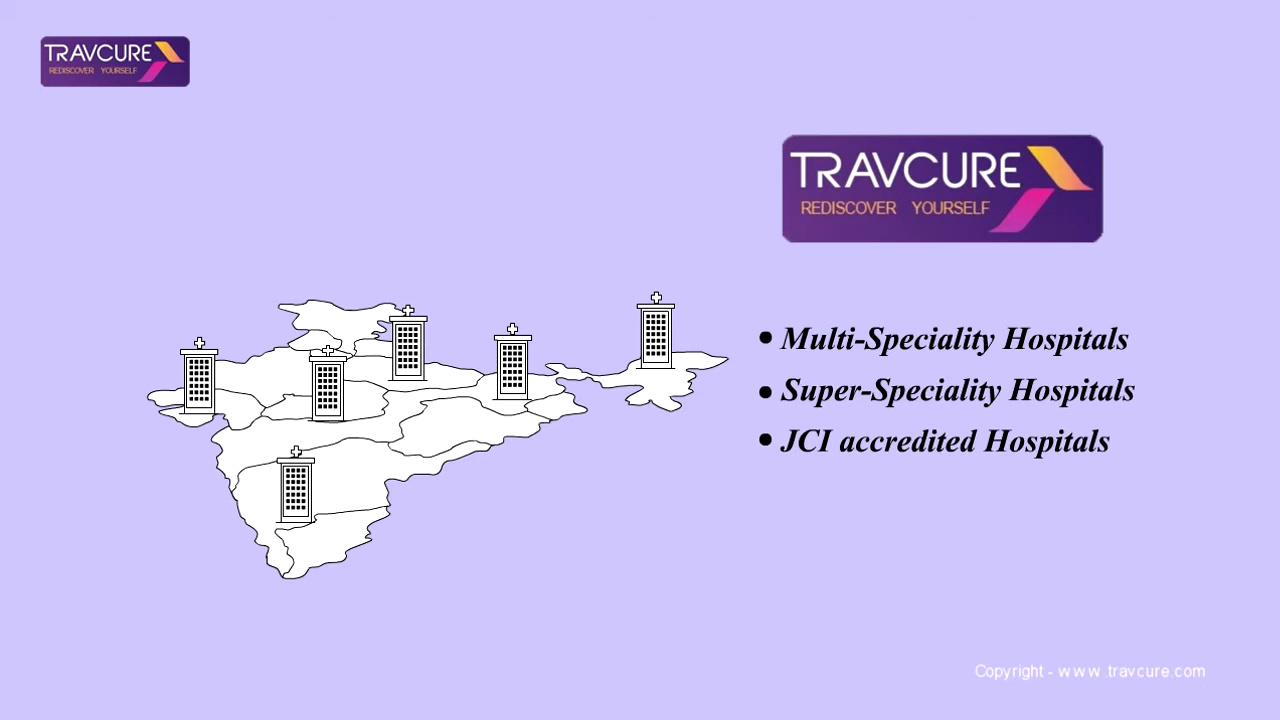 TRAVCURE
REDISCOVER YOURSELF
TRAVCURE
REDISCOVER YOURSELF
• Multi-Speciality Hospitals
• Super-Speciality Hospitals
• JCI accredited Hospitals
Copyright - www.travcure.com